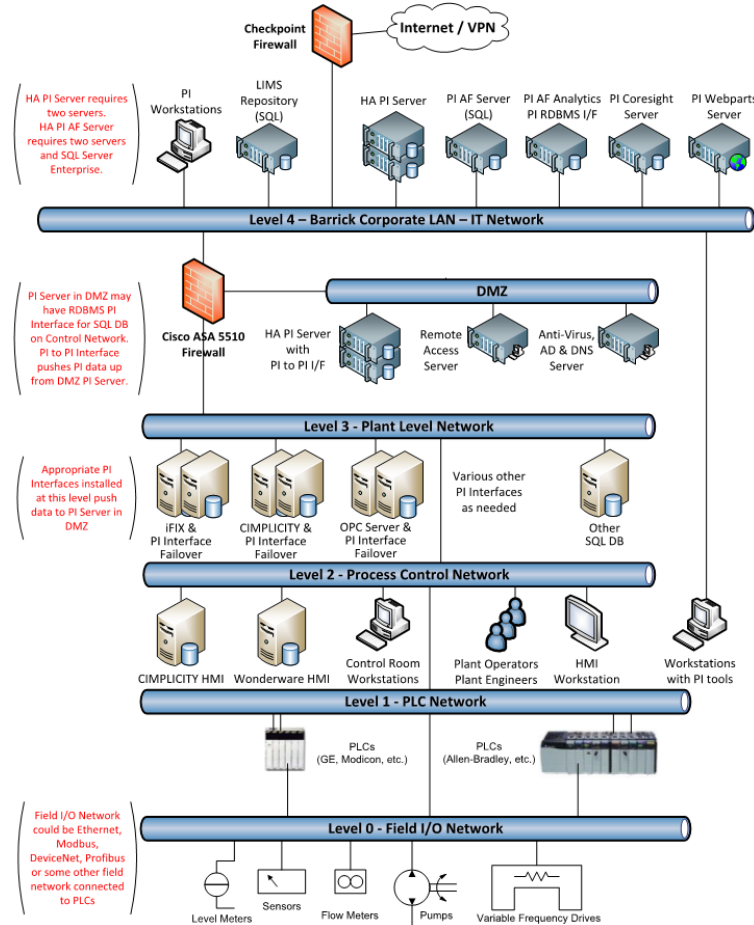 Checkpoint
Firewall
Internet / VPN
HA PI Server requires
two servers.
HA PI AF Server
requires two servers
and SQL Server
Enterprise.
PI
Workstations
LIMS
Repository
(SQL)
HA PI Server
PI AF Server
(SQL)
PI AF Analytics
PI RDBMS I/F
PI Coresight
Server
PI Webparts
Server
Level 4 – Barrick Corporate LAN – IT Network
PI Server in DMZ may
have RDBMS PI
Interface for SQL DB
on Control Network.
PI to PI Interface
pushes PI data up
from DMZ PI Server.
Cisco ASA 5510
Firewall
DMZ
HA PI Server
with
PI to PI I/F
Remote
Access
Server
Anti-Virus,
AD & DNS
Server
Level 3 - Plant Level Network
Appropriate PI
Interfaces installed
at this level push
data to PI Server in
DMZ
iFIX &
PI Interface
Failover
CIMPLICITY &
PI Interface
Failover
OPC Server &
PI Interface
Failover
Various other
PI Interfaces
as needed
Other
SQL DB
Level 2 - Process Control Network
CIMPLICITY HMI
Wonderware HMI
Control Room
Workstations
Plant Operators
Plant Engineers
HMI
Workstation
Workstations
with PI tools
Level 1 - PLC Network
PLCs
(GE, Modicon, etc.)
PLCs
(Allen-Bradley, etc.)
Field I/O Network
could be Ethernet,
Modbus,
DeviceNet, Profibus
or some other field
network connected
to PLCs
Level 0 - Field I/O Network
Level Meters
Sensors
Flow Meters
Pumps
Variable Frequency Drives